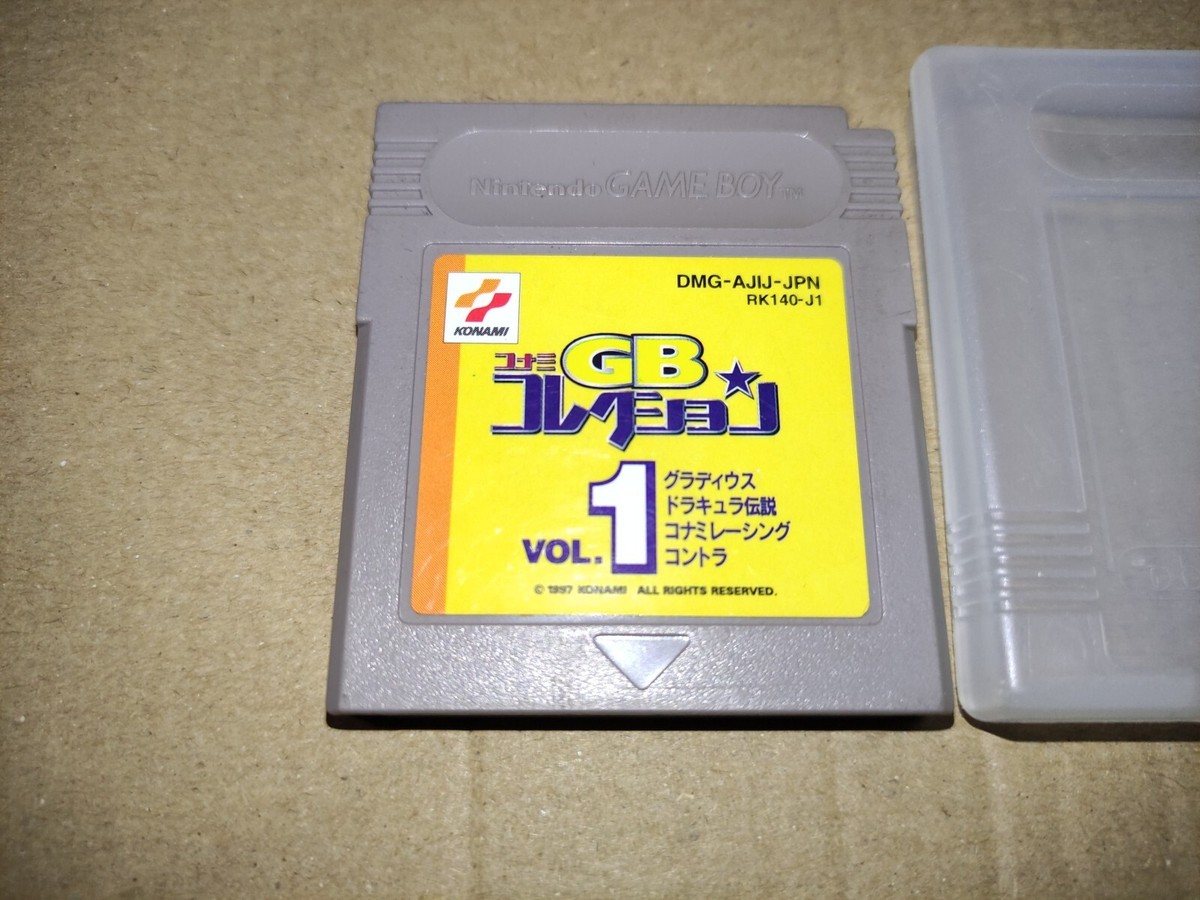 Nintendo GAME BOY TM
DMG-AJIJ-JPN
RK140-J1
KONAMI
コナミ GB
コレクション
VOL. 1
グラディウス
ドラキュラ伝説
コナミレーシング
コントラ
© 1997 KONAMI ALL RIGHTS RESERVED.